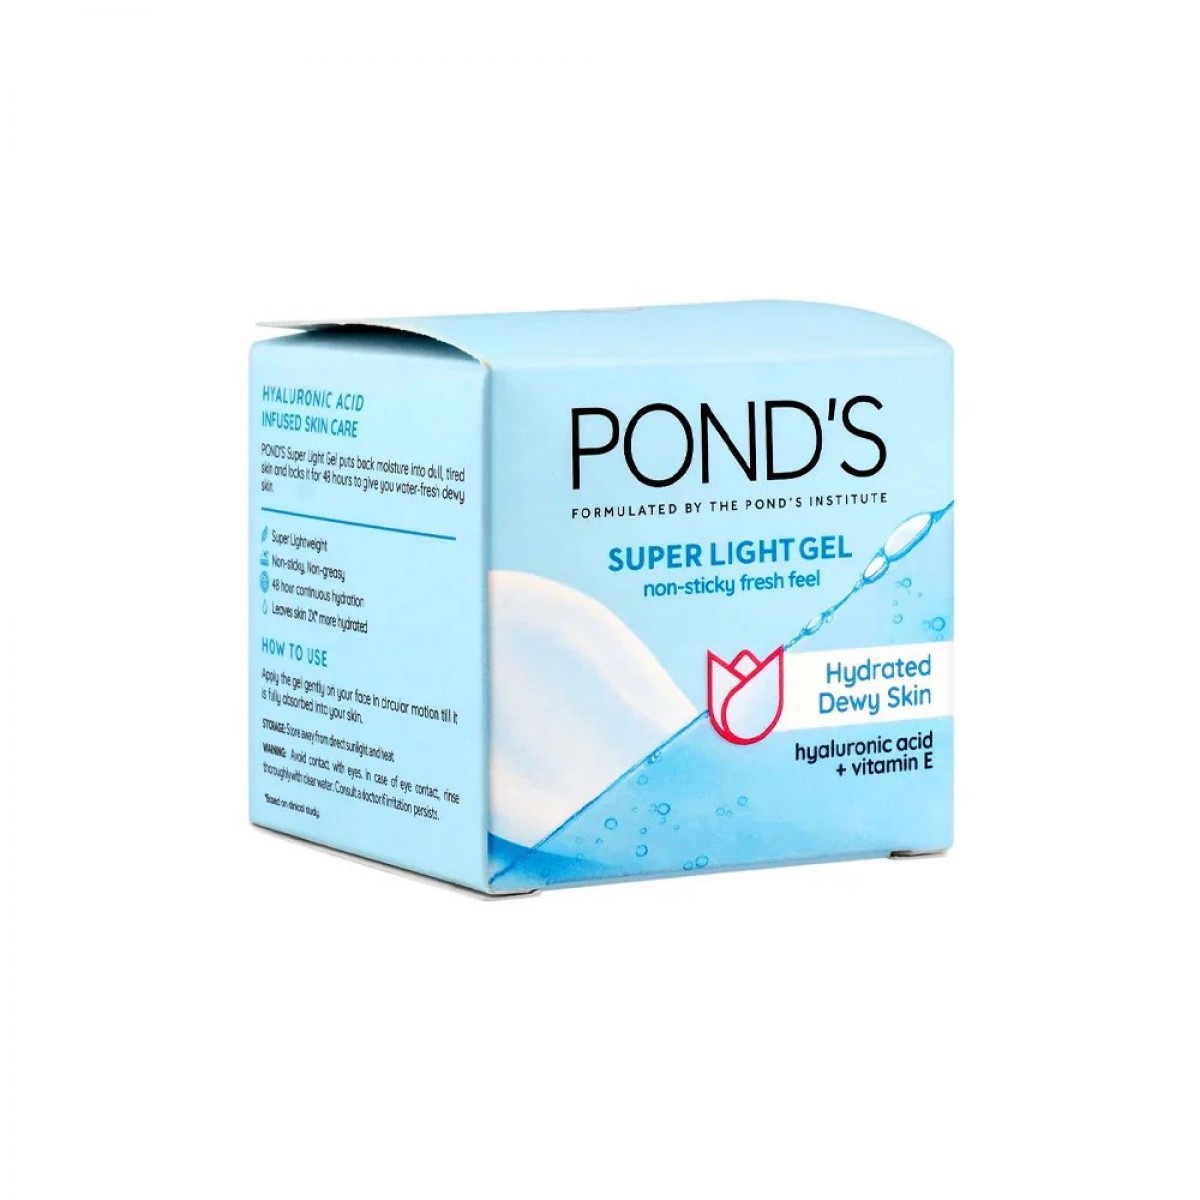 HYALURONIC ACID
INFUSED SKIN CARE
POND'S Super Light Gel puts back moisture into dull, tired
skin and locks it for 48 hours to give you water-fresh dewy
skin.
Super Lightweight
Non-sticky, Non-greasy
48 hour continuous hydration
Leaves skin 2X* more hydrated
HOW TO USE
Apply the gel gently on your face in circular motion till it
is fully absorbed into your skin.
STORAGE: Store away from direct sunlight and heat
WARNING: Avoid contact with eyes. in case of eye contact, rinse
thoroughly with clear water. Consult a doctor if irritation persists.
*Based on clinical study.
POND'S
FORMULATED BY THE POND'S INSTITUTE
SUPER LIGHT GEL
non-sticky fresh feel
Hydrated
Dewy Skin
hyaluronic acid
+ vitamin E